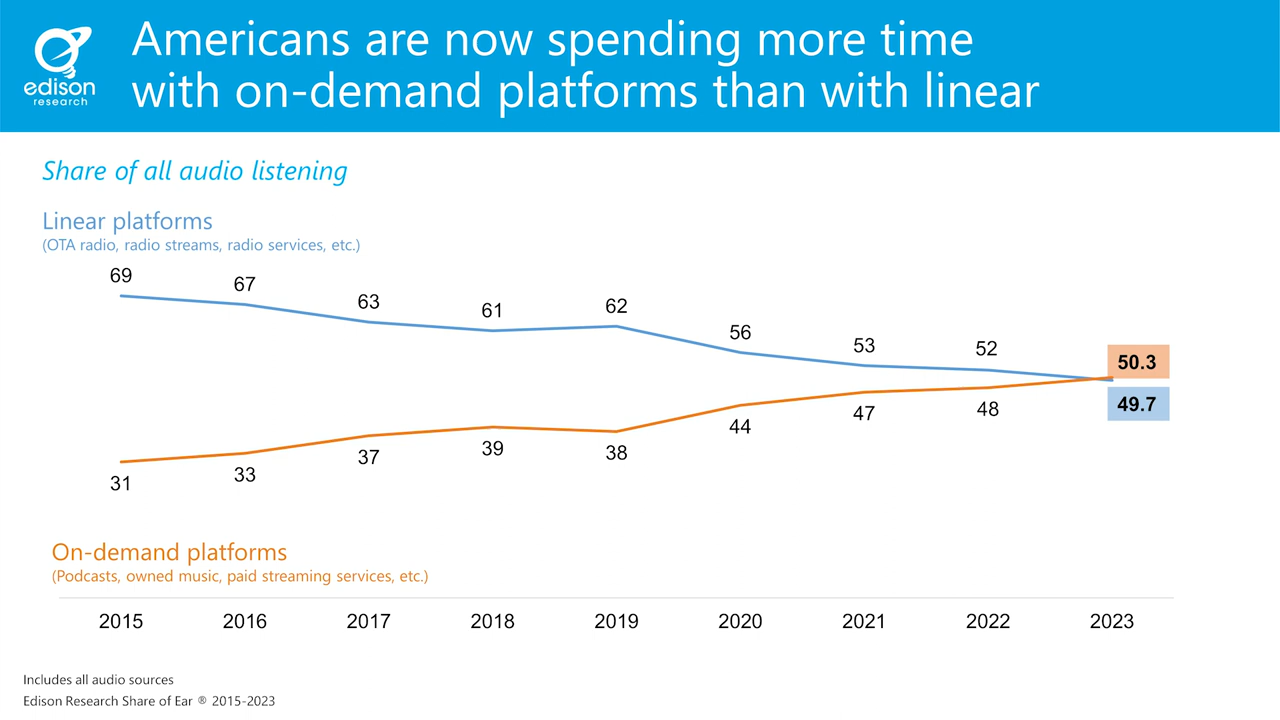 edison
research
Americans are now spending more time
with on-demand platforms than with linear
Share of all audio listening
Linear platforms
(OTA radio, radio streams, radio services, etc.)
69
67
63
61
62
56
53
52
50.3
49.7
31
33
37
39
38
44
47
48
On-demand platforms
(Podcasts, owned music, paid streaming services, etc.)
2015 2016 2017 2018 2019 2020 2021 2022 2023
Includes all audio sources
Edison Research Share of Ear ® 2015-2023